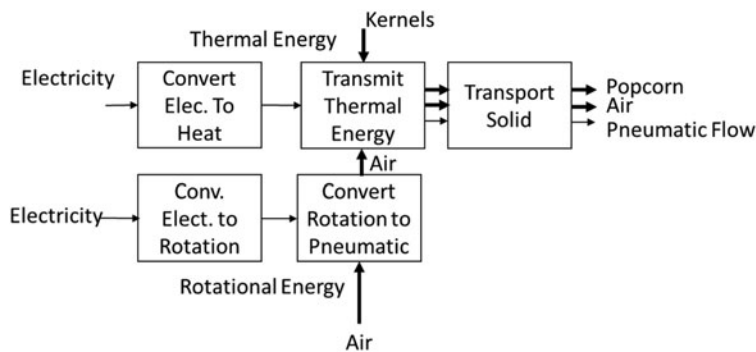 Kernels
Thermal Energy
Electricity
Convert
Elec. To
Heat
Transmit
Thermal
Energy
Transport
Solid
Popcorn
Air
Pneumatic Flow
Air
Electricity
Conv.
Elect. to
Rotation
Convert
Rotation to
Pneumatic
Rotational Energy
Air